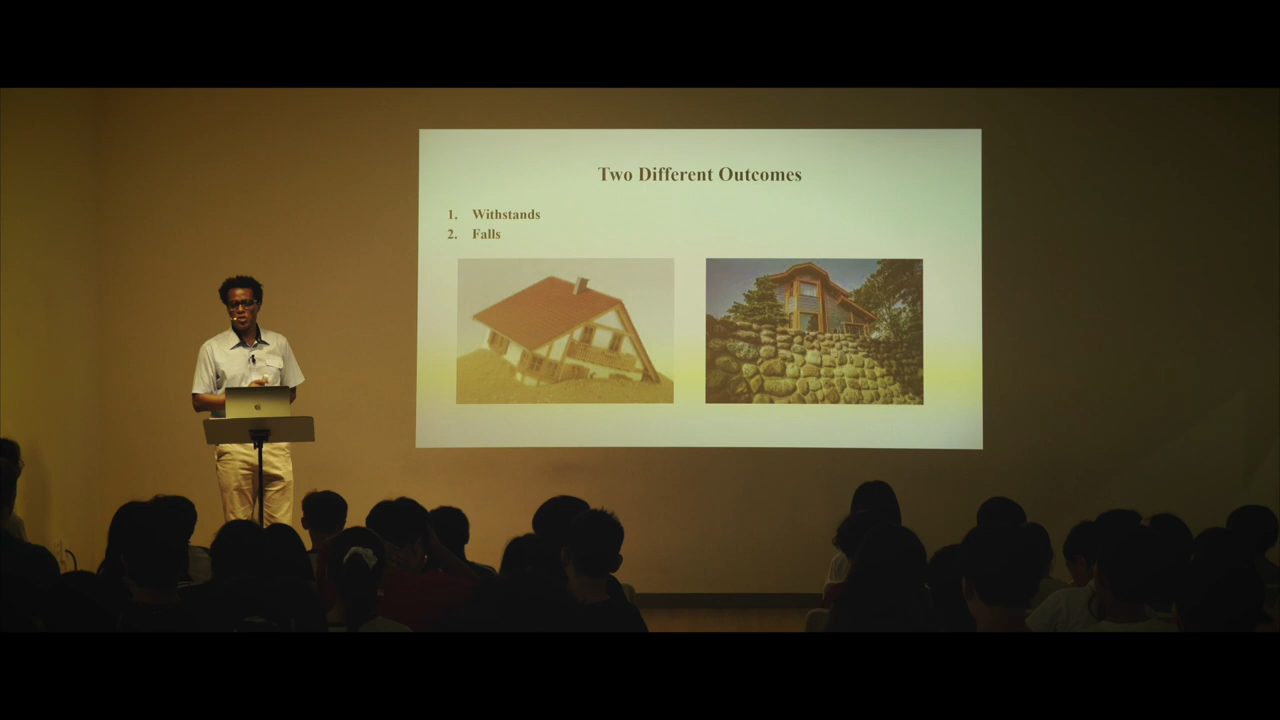 Two Different Outcomes
1. Withstands
2. Falls